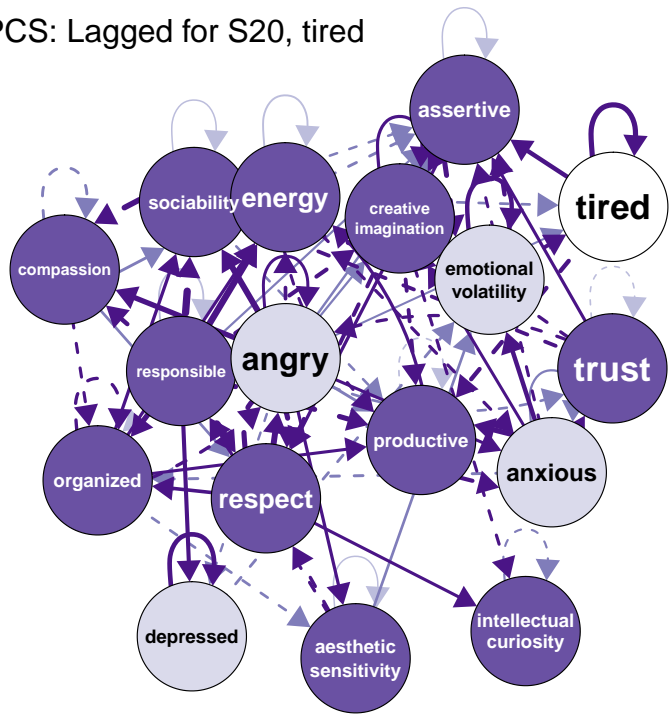 PCS: Lagged for S20, tired
assertive
sociability
energy
creative
imagination
tired
compassion
emotional
volatility
responsible
angry
trust
productive
organized
respect
anxious
depressed
aesthetic
sensitivity
intellectual
curiosity